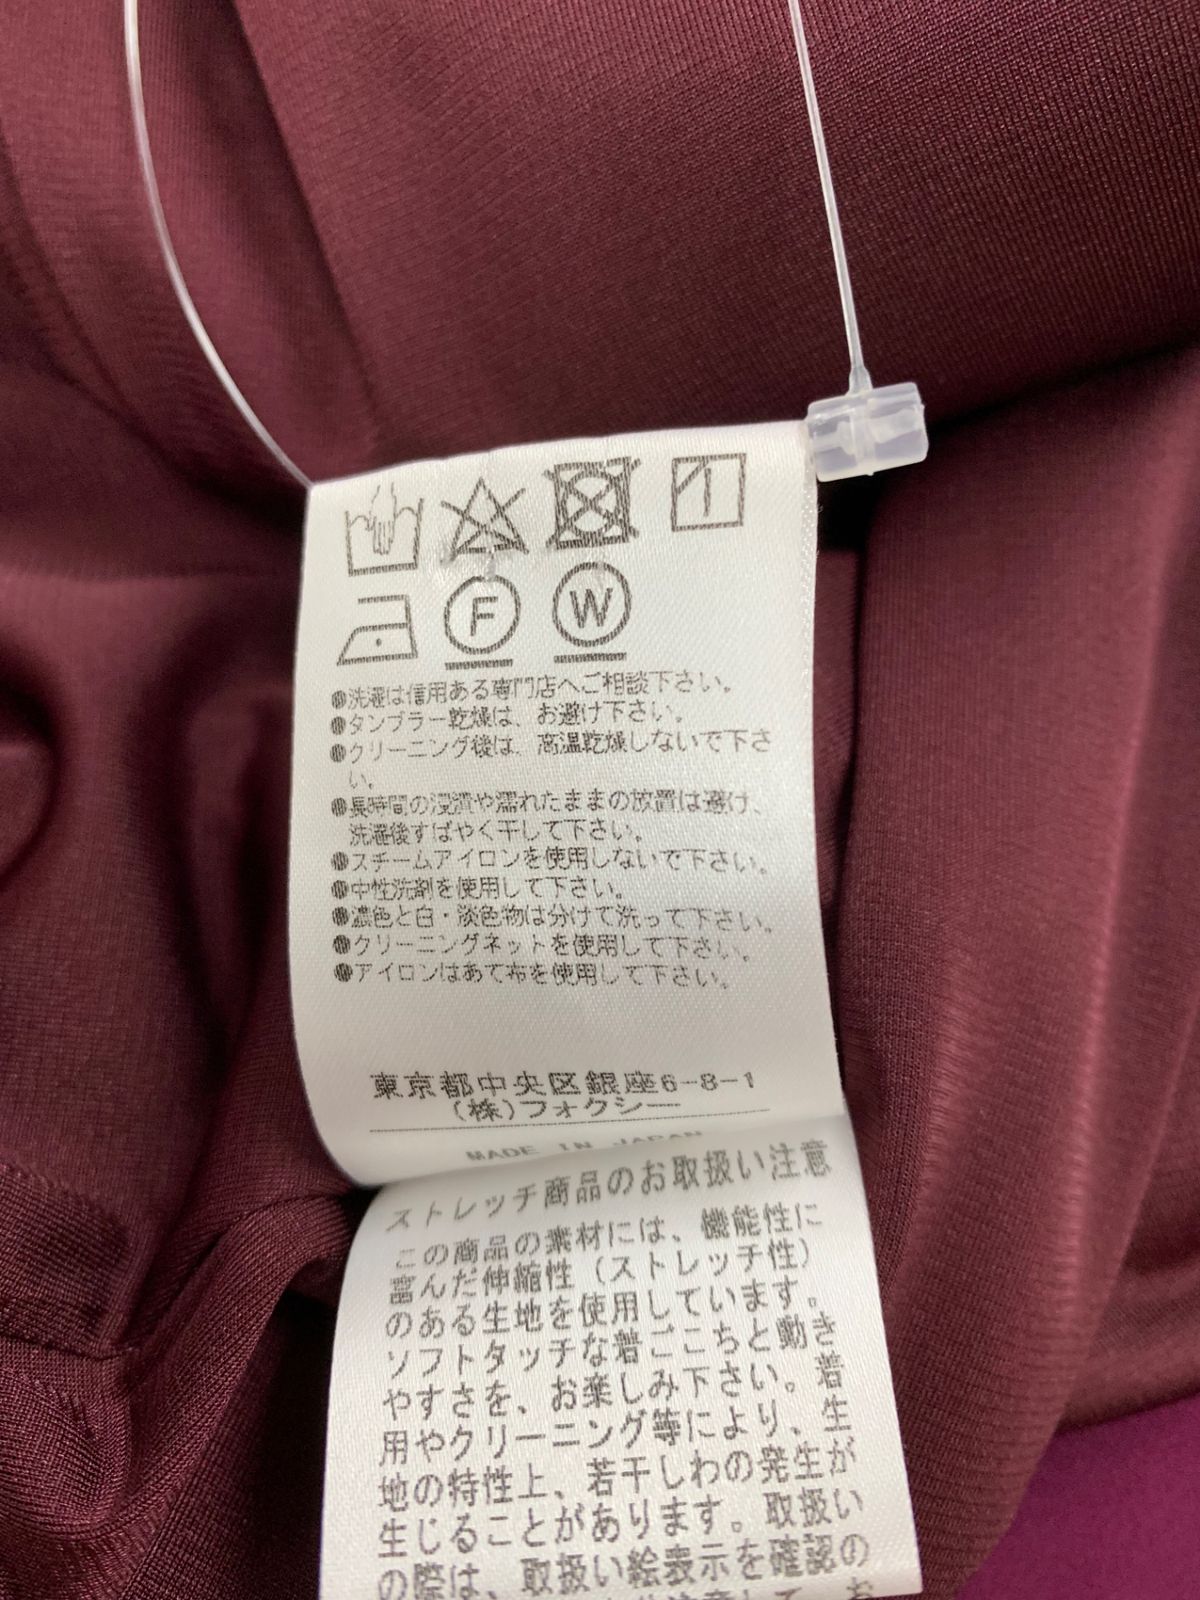 F W
●洗濯は信用ある専門店へご相談下さい。
●タンブラー乾燥は、お避け下さい。
●クリーニング後は、高温乾燥しないで下さ
い。
●長時間の浸漬や濡れたままの放置は避け、
洗濯後すばやく干して下さい。
●スチームアイロンを使用しないで下さい。
●中性洗剤を使用して下さい。
●濃色と白・淡色物は分けて洗って下さい。
●クリーニングネットを使用して下さい。
●アイロンはあて布を使用して下さい。
東京都中央区銀座6-8-1
(株)フォクシー
MADE IN JAPAN
ストレッチ商品のお取扱い注意
この商品の素材には、機能性に
富んだ伸縮性(ストレッチ性)
のある生地を使用しています。
ソフトタッチな着ごこちと動き
やすさを、お楽しみ下さい。着
用やクリーニング等により、生
地の特性上、若干しわの発生が
生じることがあります。取扱い
の際は、取扱い絵表示を確認の